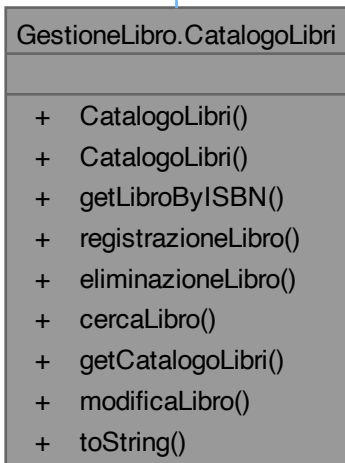 GestioneLibro.CatalogoLibri
+ CatalogoLibri()
+ CatalogoLibri()
+ getLibroByISBN()
+ registrazioneLibro()
+ eliminazioneLibro()
+ cercaLibro()
+ getCatalogoLibri()
+ modificaLibro()
+ toString()